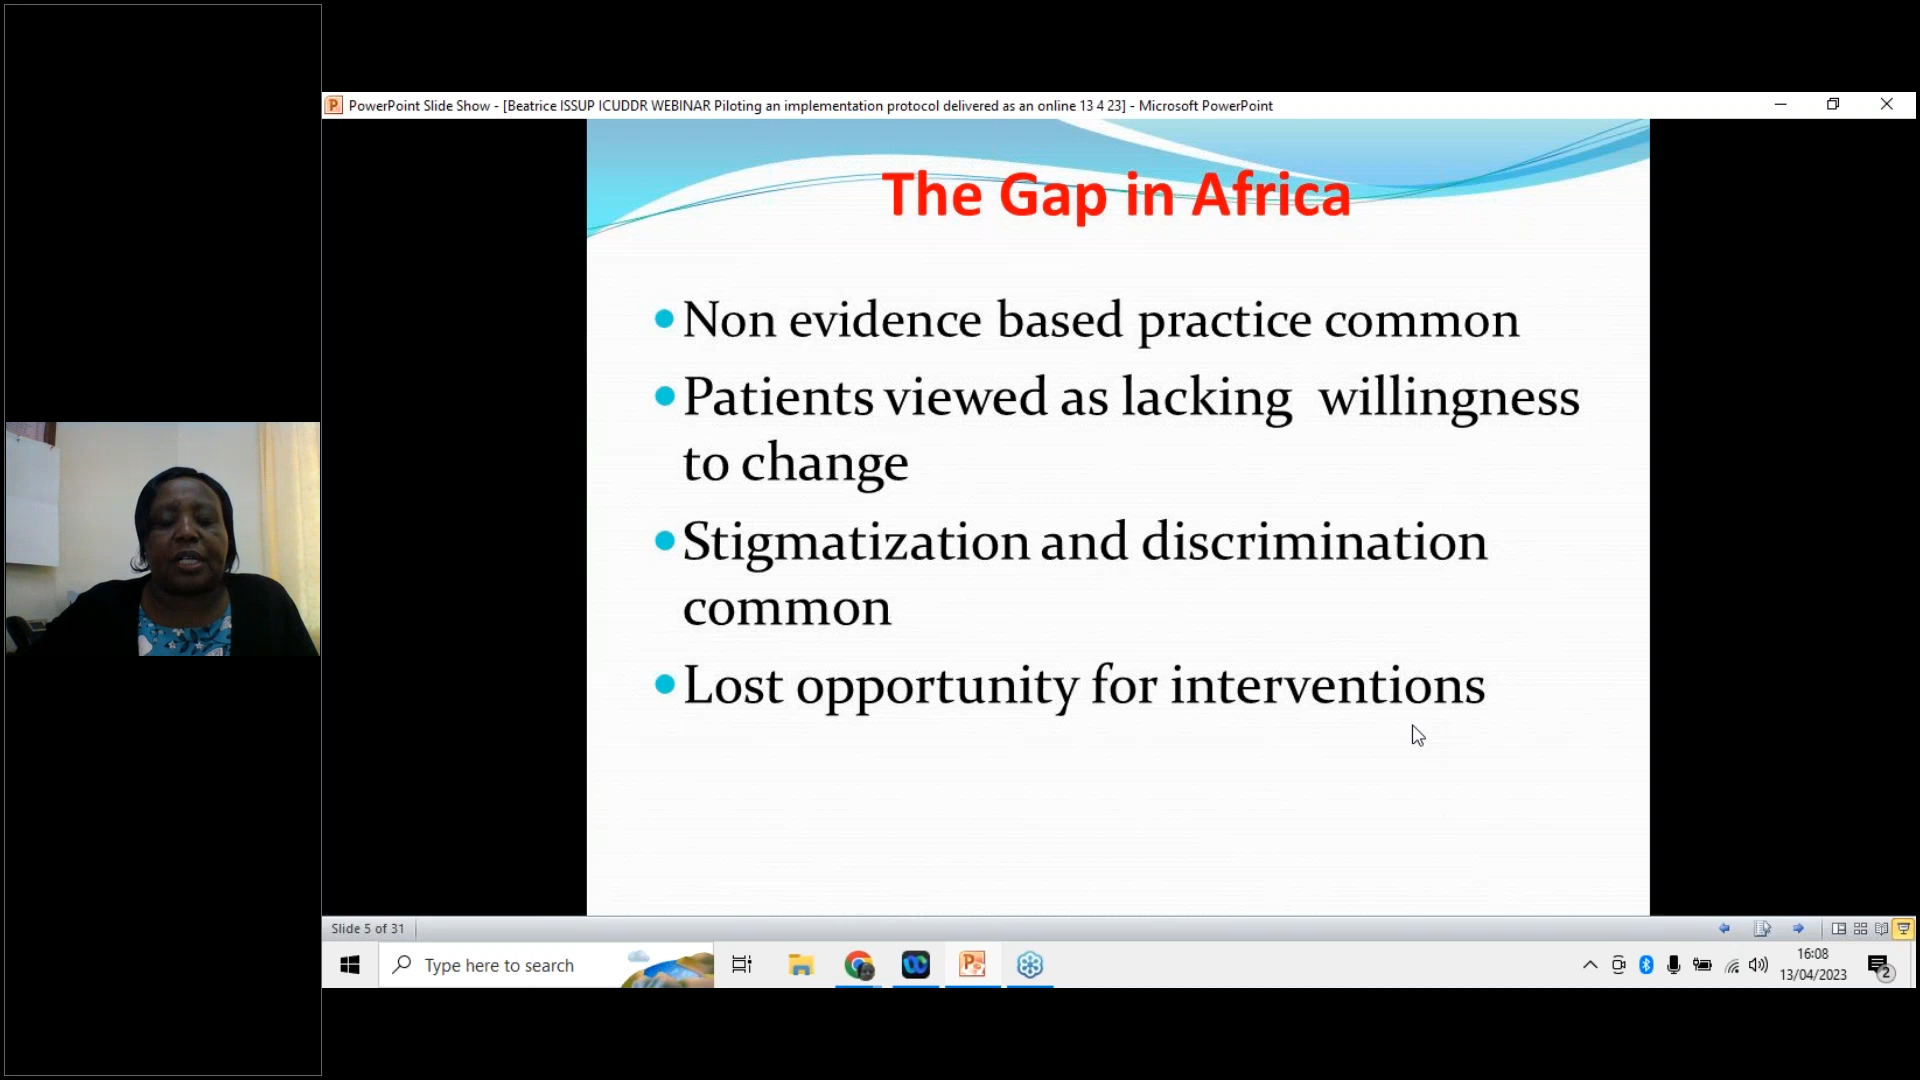 PowerPoint Slide Show - [Beatrice ISSUP ICUDDR WEBINAR Piloting an implementation protocol delivered as an online 13 4 23] - Microsoft PowerPoint
The Gap in Africa
• Non evidence based practice common
• Patients viewed as lacking willingness
to change
• Stigmatization and discrimination
common
• Lost opportunity for interventions
Slide 5 of 31
Type here to search
16:08
13/04/2023
2